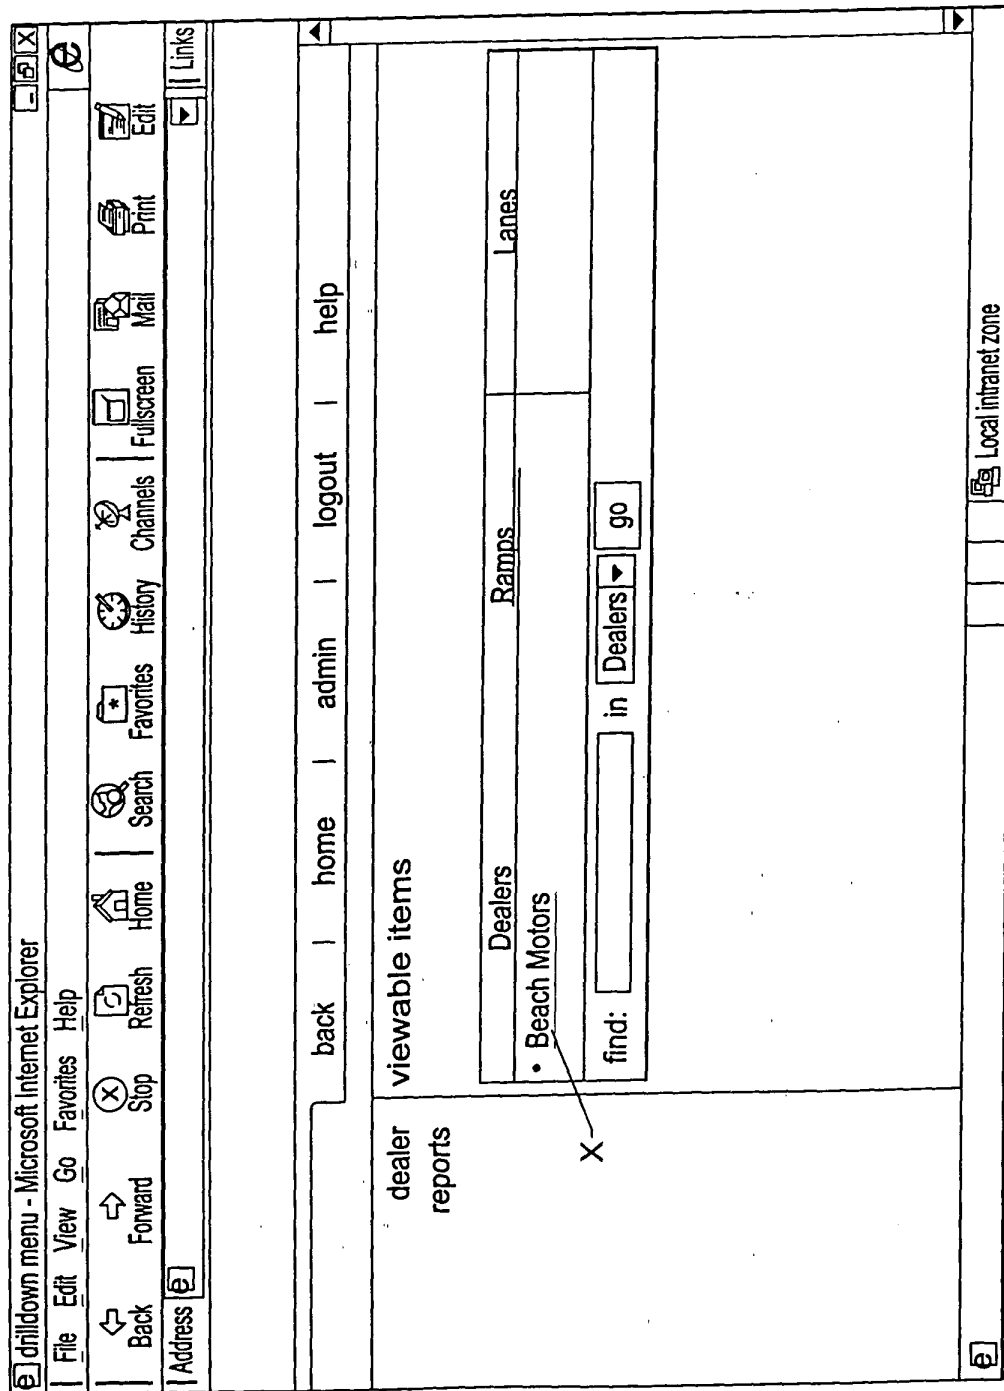 drilldown menu - Microsoft Internet Explorer
File Edit View Go Favorites Help
Back Forward Stop Refresh Home Search Favorites History Channels Fullscreen Mail Print Edit
Address Links
back | home | admin | logout | help
dealer
reports
viewable items
Dealers Ramps Lanes
• Beach Motors
X
find: in Dealers go
Local intranet zone